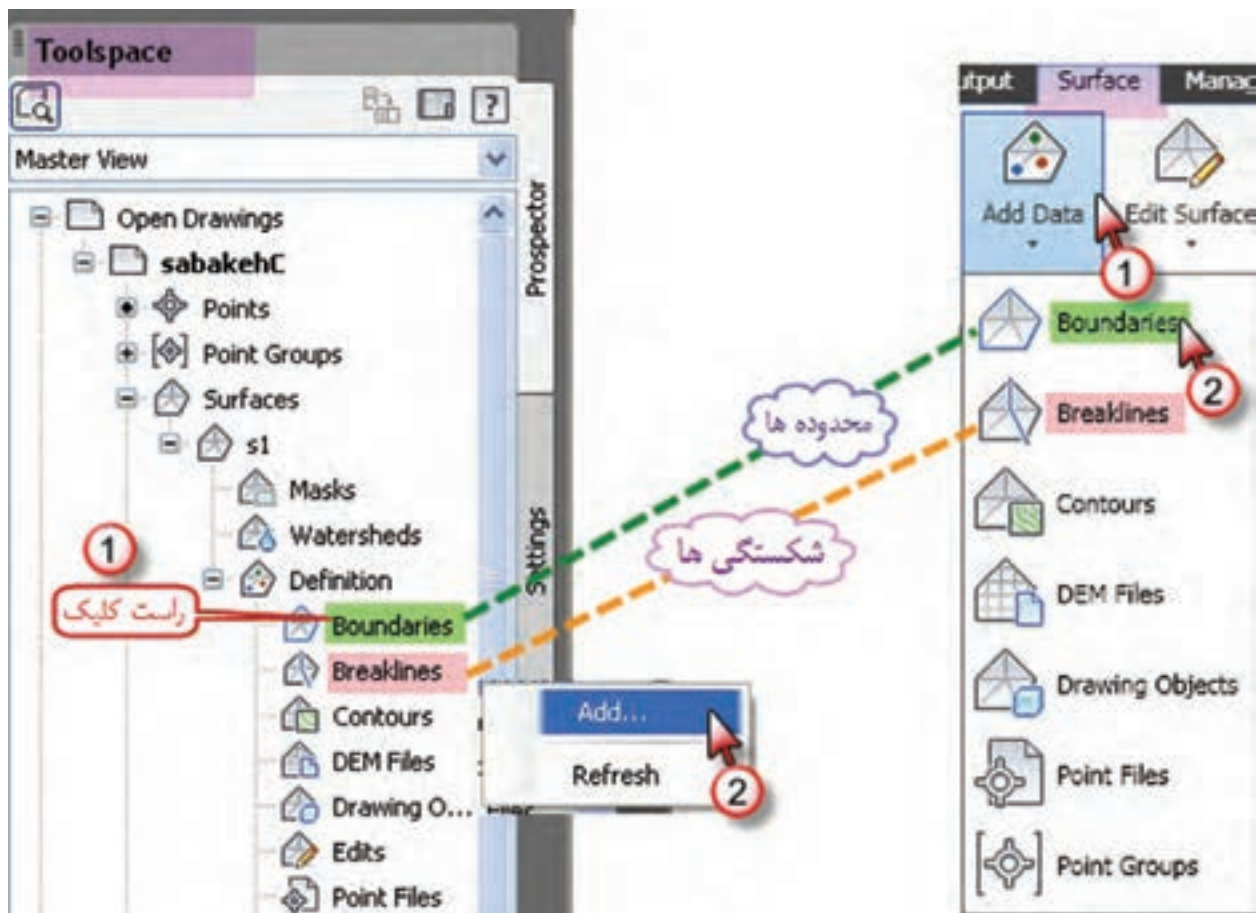 Toolspace
?
Master View
Open Drawings
sabakehC
Points
Point Groups
Surfaces
s1
Masks
Watersheds
Definition
Boundaries
Breaklines
Contours
DEM Files
Drawing O...
Edits
Point Files
Prospector
Settings
1
راست کلیک
Add...
Refresh
2
محدوده ها
شکستگی ها
utput Surface Manag
Add Data
Edit Surface
1
Boundaries
2
Breaklines
Contours
DEM Files
Drawing Objects
Point Files
Point Groups